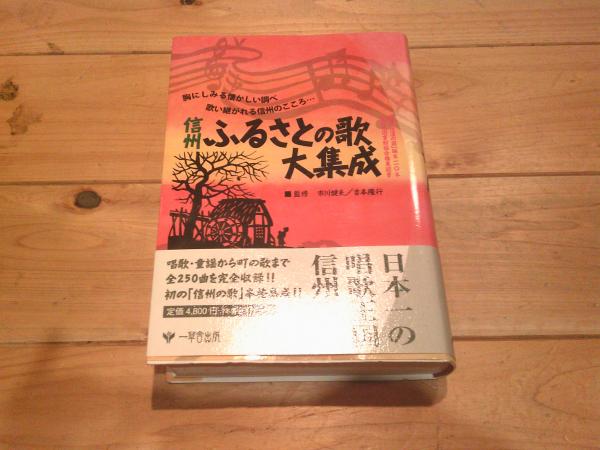 胸にしみる懐かしい調べ
歌い継がれる信州のこころ…
信州
ふるさとの歌
大集成
■監修 市川健夫/吉本隆行
唱歌・童謡から町の歌まで
全250曲を完全収録!!
初の「信州の歌」
定価4,800円
一草舎出版
日本一の
唱歌王国
信州